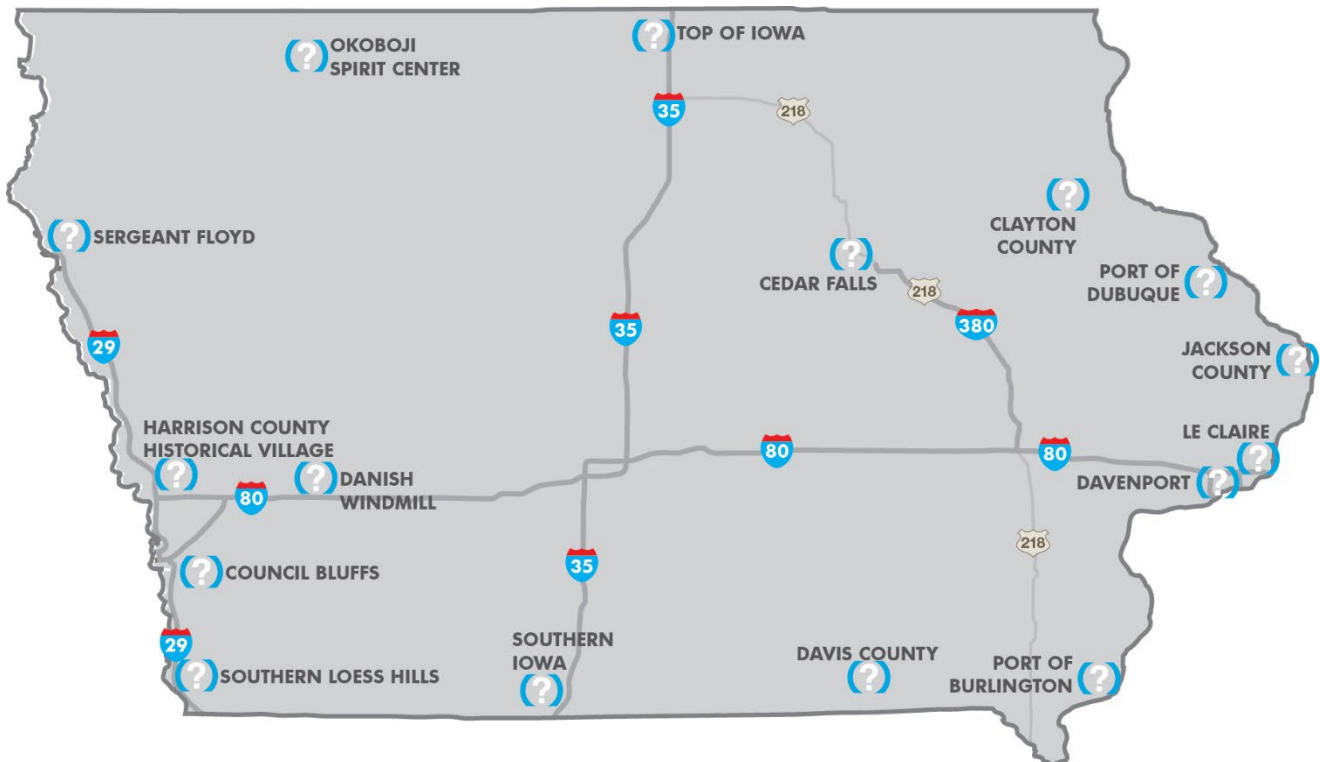 ?
OKOBOJI
SPIRIT CENTER
?
TOP OF IOWA
35
218
?
SERGEANT FLOYD
?
CLAYTON
COUNTY
?
CEDAR FALLS
PORT OF
DUBUQUE
?
218
29
35
380
JACKSON
COUNTY
?
HARRISON COUNTY
HISTORICAL VILLAGE
?
?
DANISH
WINDMILL
80
80
80
LE CLAIRE
?
DAVENPORT
?
?
COUNCIL BLUFFS
35
218
29
?
SOUTHERN LOESS HILLS
SOUTHERN
IOWA
?
DAVIS COUNTY
?
PORT OF
BURLINGTON
?